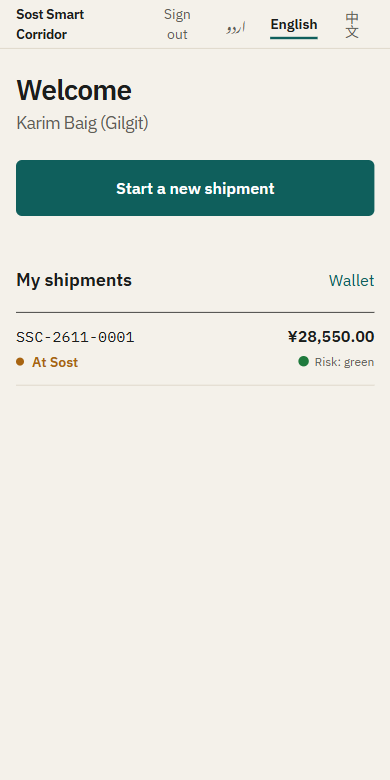 Sost Smart
Corridor
Sign
out
اردو
English
中
文
Welcome
Karim Baig (Gilgit)
Start a new shipment
My shipments
Wallet
SSC-2611-0001
¥28,550.00
At Sost
Risk: green